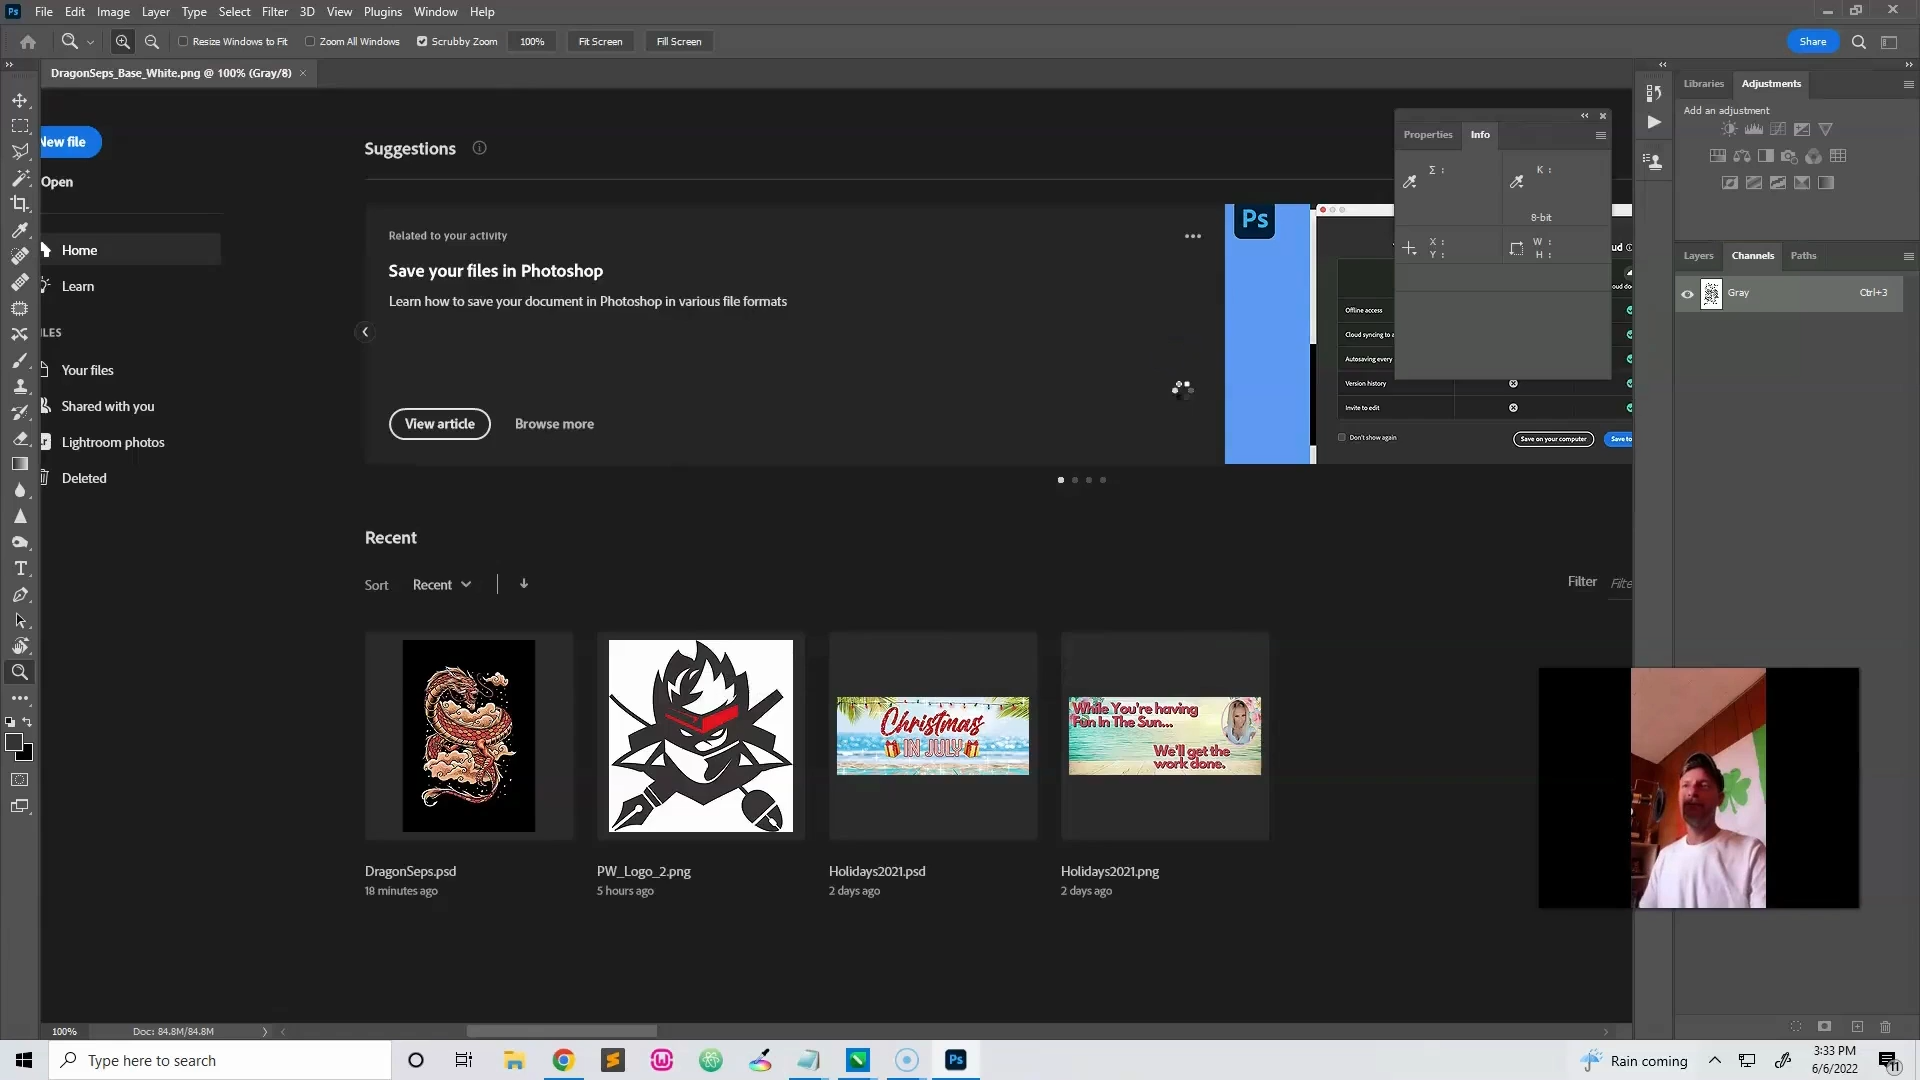 Ps File Edit Image Layer Type Select Filter 3D View Plugins Window Help
Resize Windows to Fit Zoom All Windows Scrubby Zoom 100% Fit Screen Fill Screen Share
DragonSeps_Base_White.png @ 100% (Gray/8) ×
New file
Open
Home
Learn
ILES
Your files
Shared with you
Lightroom photos
Deleted
Suggestions
Related to your activity
Save your files in Photoshop
Learn how to save your document in Photoshop in various file formats
View article Browse more
Ps
Offline access
Cloud syncing to a
Autosaving every
Version history
Invite to edit
Don't show again
Save on your computer
Save to
Properties Info
Σ : K :
8-bit
X : W :
Y : H :
Libraries Adjustments
Add an adjustment
Layers Channels Paths
Gray Ctrl+3
Recent
Sort Recent
Filter Filte
Christmas
IN JULY
While You're having
Fun In The Sun...
We'll get the
work done.
DragonSeps.psd
18 minutes ago
PW_Logo_2.png
5 hours ago
Holidays2021.psd
2 days ago
Holidays2021.png
2 days ago
100% Doc: 84.8M/84.8M
Type here to search
Ps
Rain coming
3:33 PM
6/6/2022
11